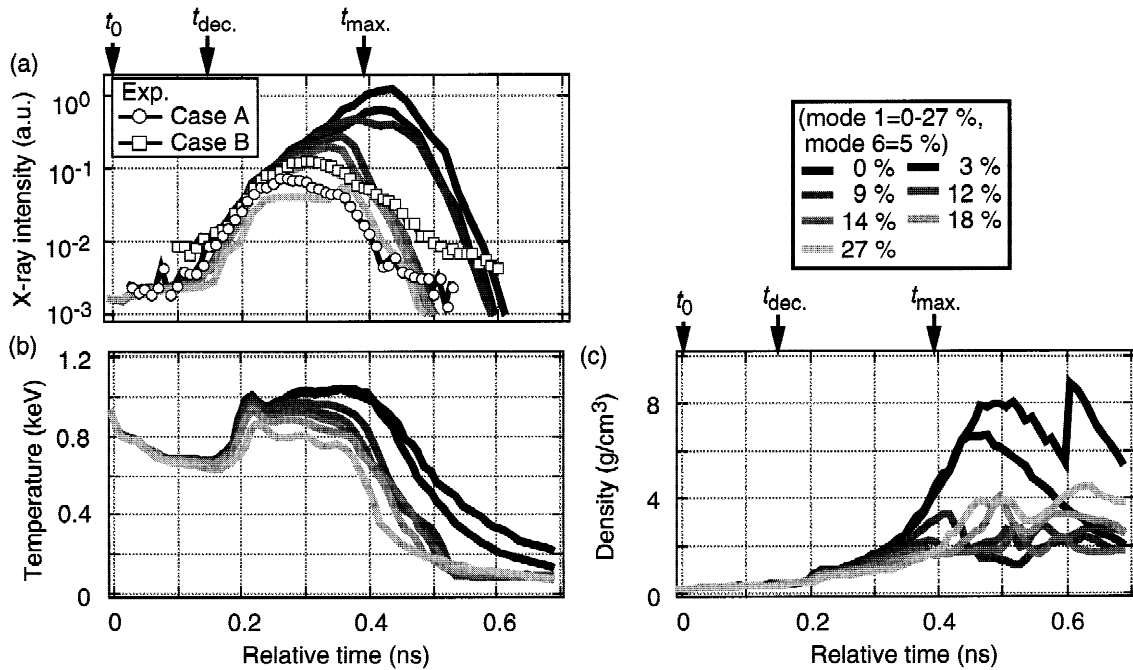 t0 tdec. tmax.
(a)
X-ray intensity (a.u.)
10^0
10^-1
10^-2
10^-3
Exp.
Case A
Case B
(mode 1=0-27 %,
mode 6=5 %)
0 % 3 %
9 % 12 %
14 % 18 %
27 %
(b)
Temperature (keV)
1.2
0.8
0.4
0
0 0.2 0.4 0.6
Relative time (ns)
t0 tdec. tmax.
(c)
Density (g/cm^3)
8
4
0
0 0.2 0.4 0.6
Relative time (ns)